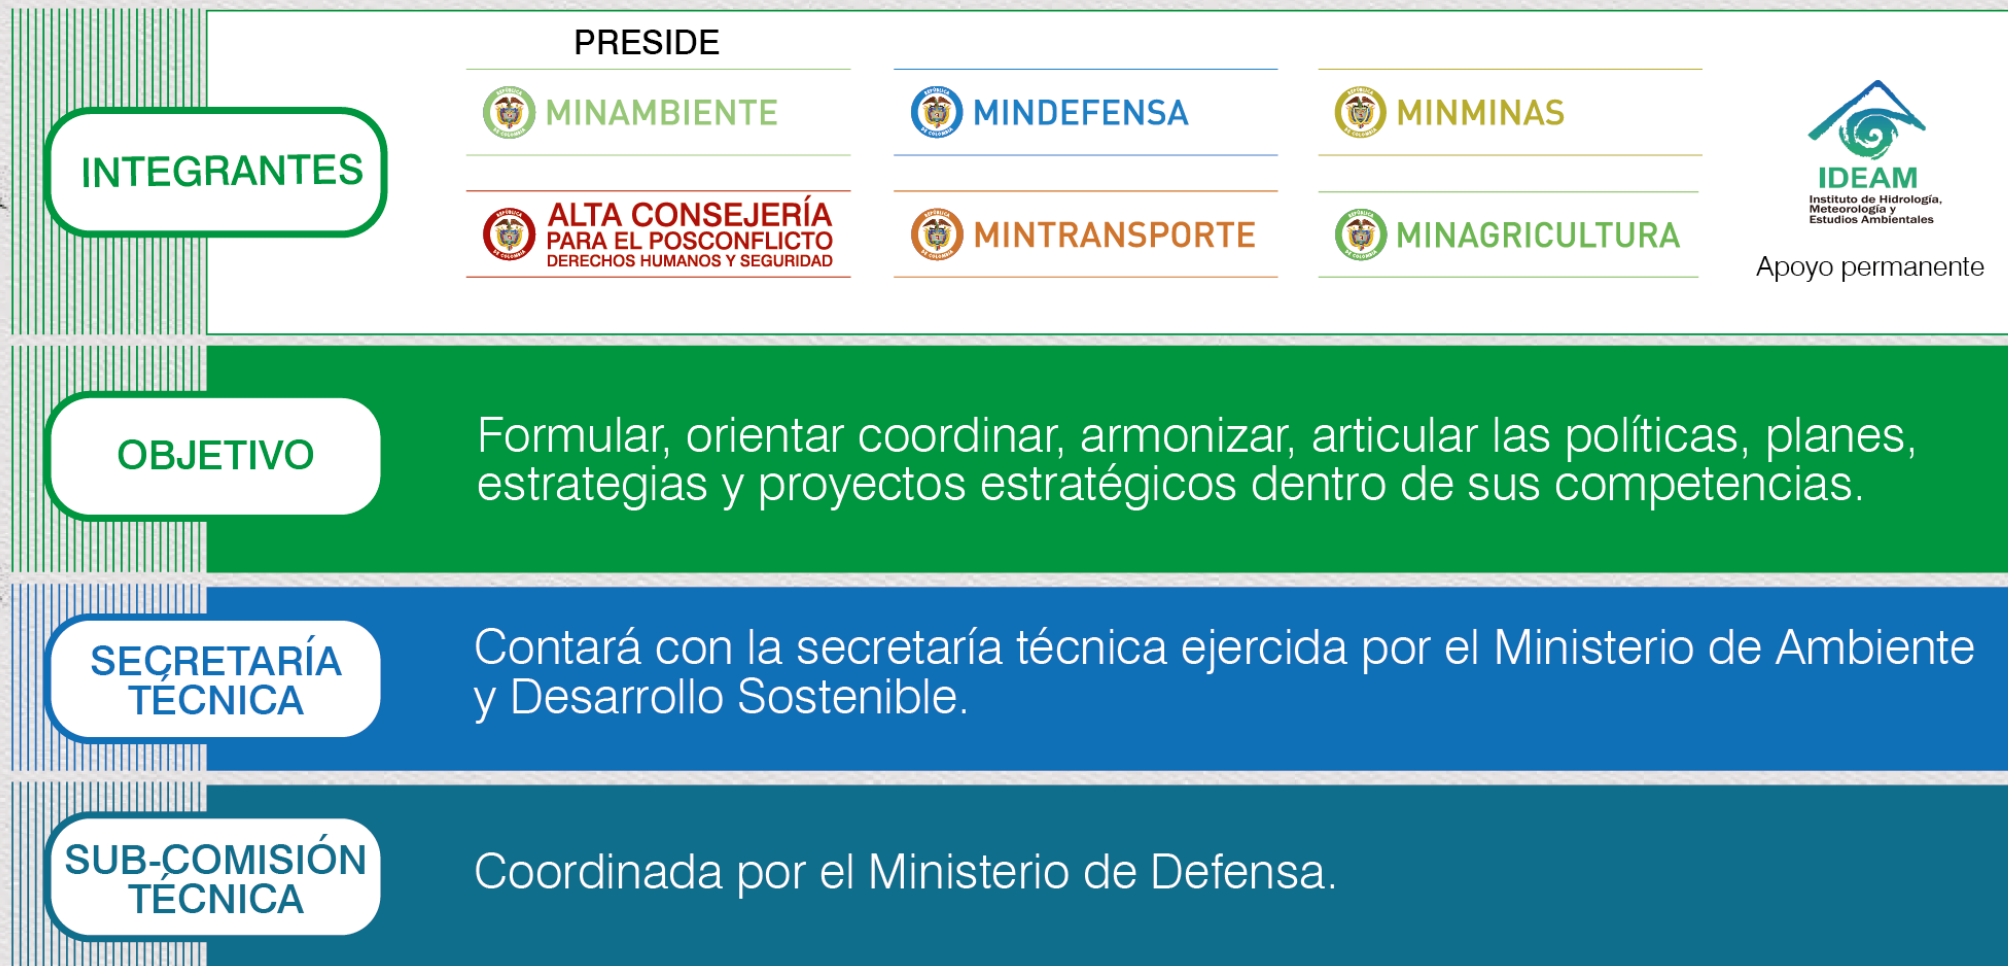 INTEGRANTES
PRESIDE
MINAMBIENTE
MINDEFENSA
MINMINAS
ALTA CONSEJERÍA
PARA EL POSCONFLICTO
DERECHOS HUMANOS Y SEGURIDAD
MINTRANSPORTE
MINAGRICULTURA
IDEAM
Instituto de Hidrología,
Meteorología y
Estudios Ambientales
Apoyo permanente
OBJETIVO
Formular, orientar coordinar, armonizar, articular las políticas, planes,
estrategias y proyectos estratégicos dentro de sus competencias.
SECRETARÍA
TÉCNICA
Contará con la secretaría técnica ejercida por el Ministerio de Ambiente
y Desarrollo Sostenible.
SUB-COMISIÓN
TÉCNICA
Coordinada por el Ministerio de Defensa.